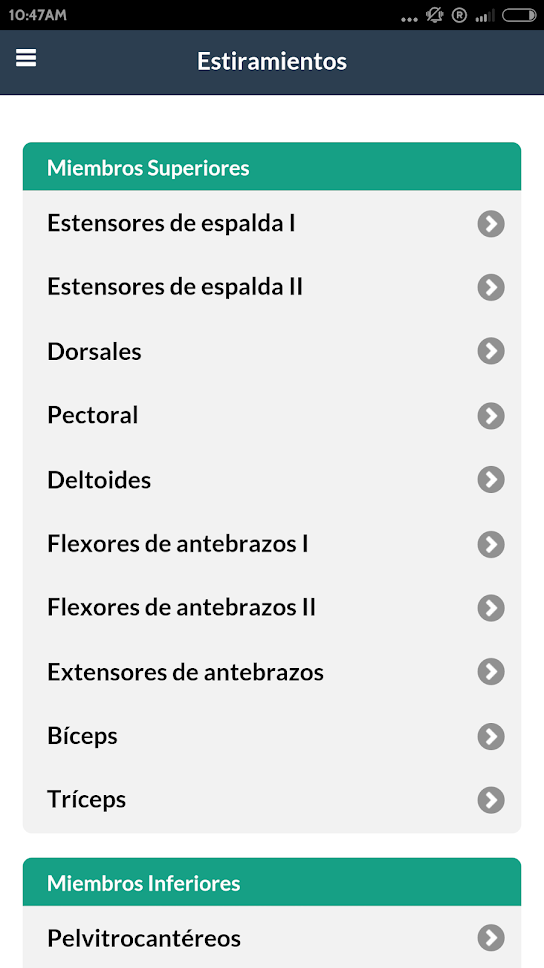 10:47AM
Estiramientos
Miembros Superiores
Estensores de espalda I
Estensores de espalda II
Dorsales
Pectoral
Deltoides
Flexores de antebrazos I
Flexores de antebrazos II
Extensores de antebrazos
Bíceps
Tríceps
Miembros Inferiores
Pelvitrocantéreos